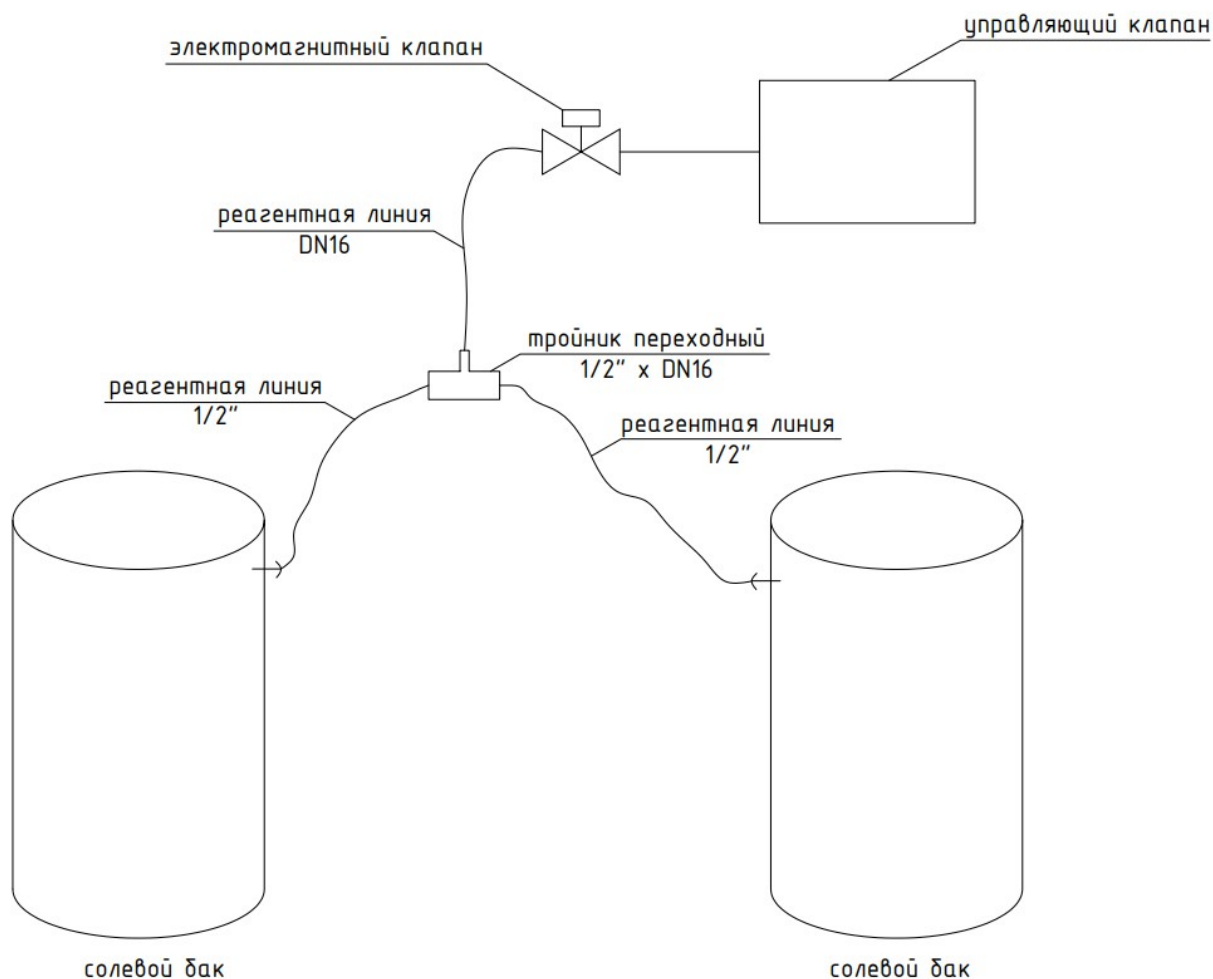 электромагнитный клапан
управляющий клапан
реагентная линия
DN16
тройник переходный
1/2" x DN16
реагентная линия
1/2"
реагентная линия
1/2"
солевой бак
солевой бак